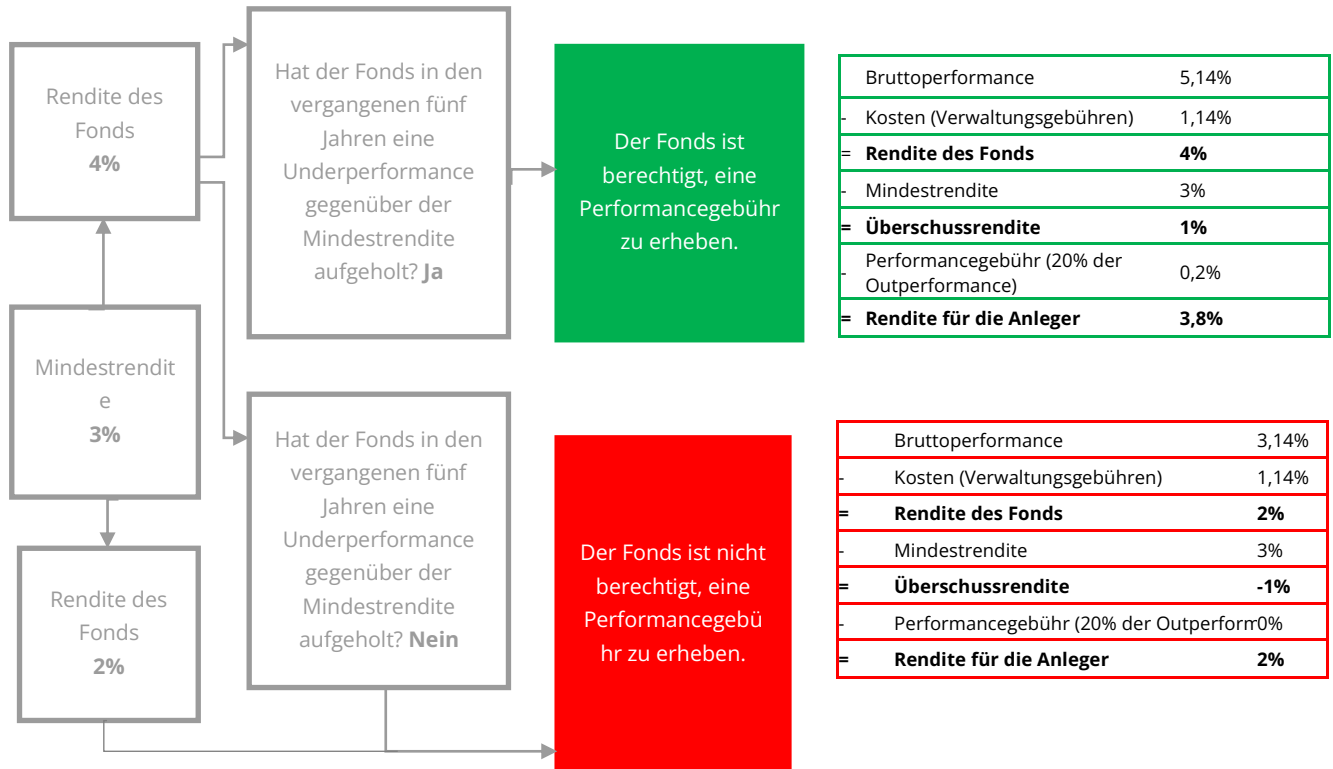 Rendite des
Fonds
4%
Mindestrendit
e
3%
Rendite des
Fonds
2%
Hat der Fonds in den
vergangenen fünf
Jahren eine
Underperformance
gegenüber der
Mindestrendite
aufgeholt? Ja
Hat der Fonds in den
vergangenen fünf
Jahren eine
Underperformance
gegenüber der
Mindestrendite
aufgeholt? Nein
Der Fonds ist
berechtigt, eine
Performancegebühr
zu erheben.
Der Fonds ist nicht
berechtigt, eine
Performancegebü
hr zu erheben.
Bruttoperformance 5,14%
- Kosten (Verwaltungsgebühren) 1,14%
= Rendite des Fonds 4%
- Mindestrendite 3%
= Überschussrendite 1%
- Performancegebühr (20% der
Outperformance) 0,2%
= Rendite für die Anleger 3,8%
Bruttoperformance 3,14%
- Kosten (Verwaltungsgebühren) 1,14%
= Rendite des Fonds 2%
- Mindestrendite 3%
= Überschussrendite -1%
- Performancegebühr (20% der Outperform 0%
= Rendite für die Anleger 2%